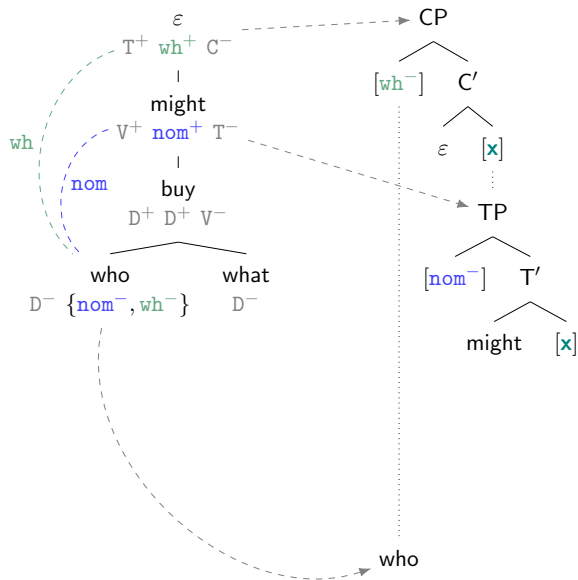 ε
T⁺ wh⁺ C⁻
might
V⁺ nom⁺ T⁻
buy
D⁺ D⁺ V⁻
who what
D⁻ {nom⁻, wh⁻} D⁻
wh
nom
CP
[wh⁻] C′
ε [x]
TP
[nom⁻] T′
might [x]
who